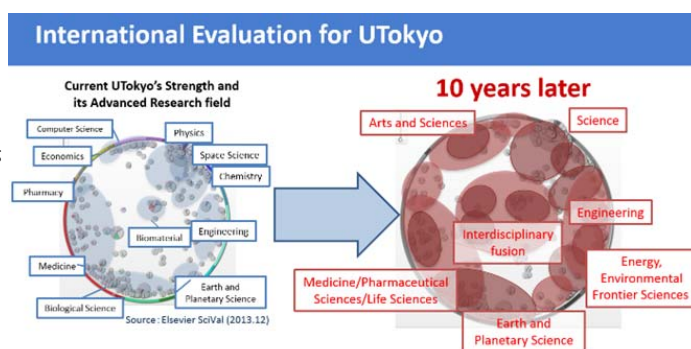 International Evaluation for UTokyo
Current UTokyo's Strength and
its Advanced Research field
Computer Science
Physics
Economics
Space Science
Chemistry
Pharmacy
Biomaterial
Engineering
Medicine
Biological Science
Earth and
Planetary Science
Source : Elsevier SciVal (2013.12)
10 years later
Arts and Sciences
Science
Engineering
Interdisciplinary
fusion
Medicine/Pharmaceutical
Sciences/Life Sciences
Energy,
Environmental
Frontier Sciences
Earth and
Planetary Science